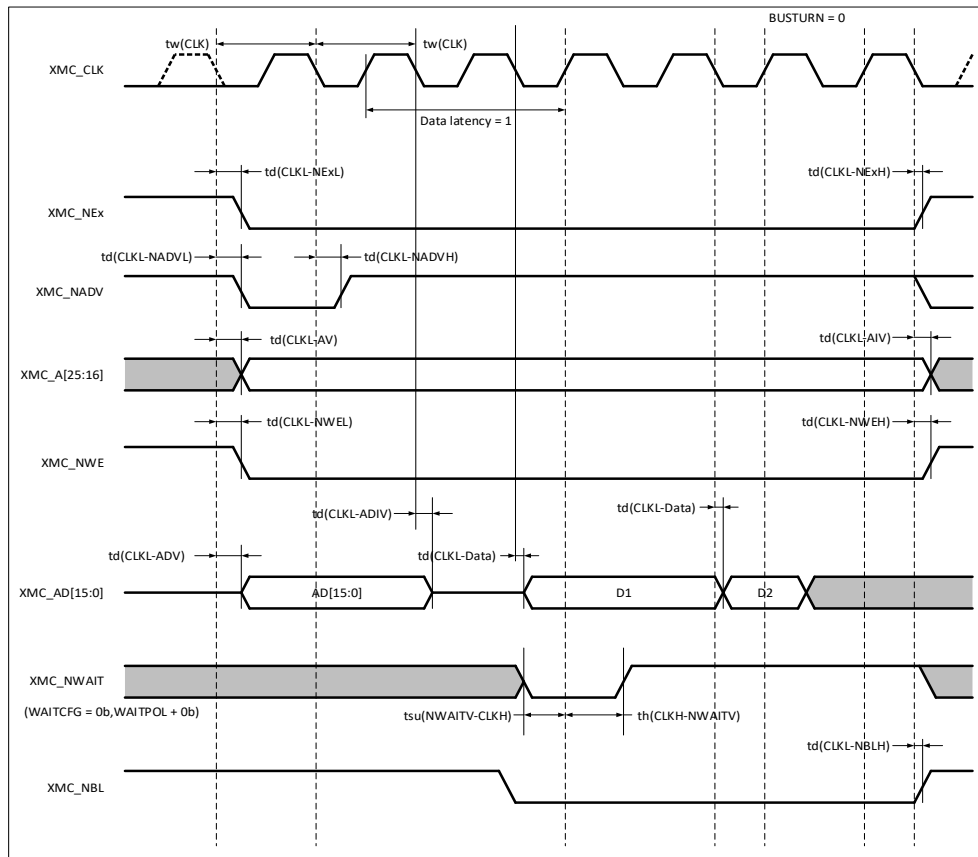 BUSTURN = 0
tw(CLK)
tw(CLK)
XMC_CLK
Data latency = 1
td(CLKL-NExL)
td(CLKL-NExH)
XMC_NEx
td(CLKL-NADVL)
td(CLKL-NADVH)
XMC_NADV
td(CLKL-AV)
td(CLKL-AIV)
XMC_A[25:16]
td(CLKL-NWEL)
td(CLKL-NWEH)
XMC_NWE
td(CLKL-ADIV)
td(CLKL-Data)
td(CLKL-ADV)
td(CLKL-Data)
XMC_AD[15:0]
AD[15:0]
D1
D2
XMC_NWAIT
(WAITCFG = 0b,WAITPOL + 0b)
tsu(NWAITV-CLKH)
th(CLKH-NWAITV)
td(CLKL-NBLH)
XMC_NBL